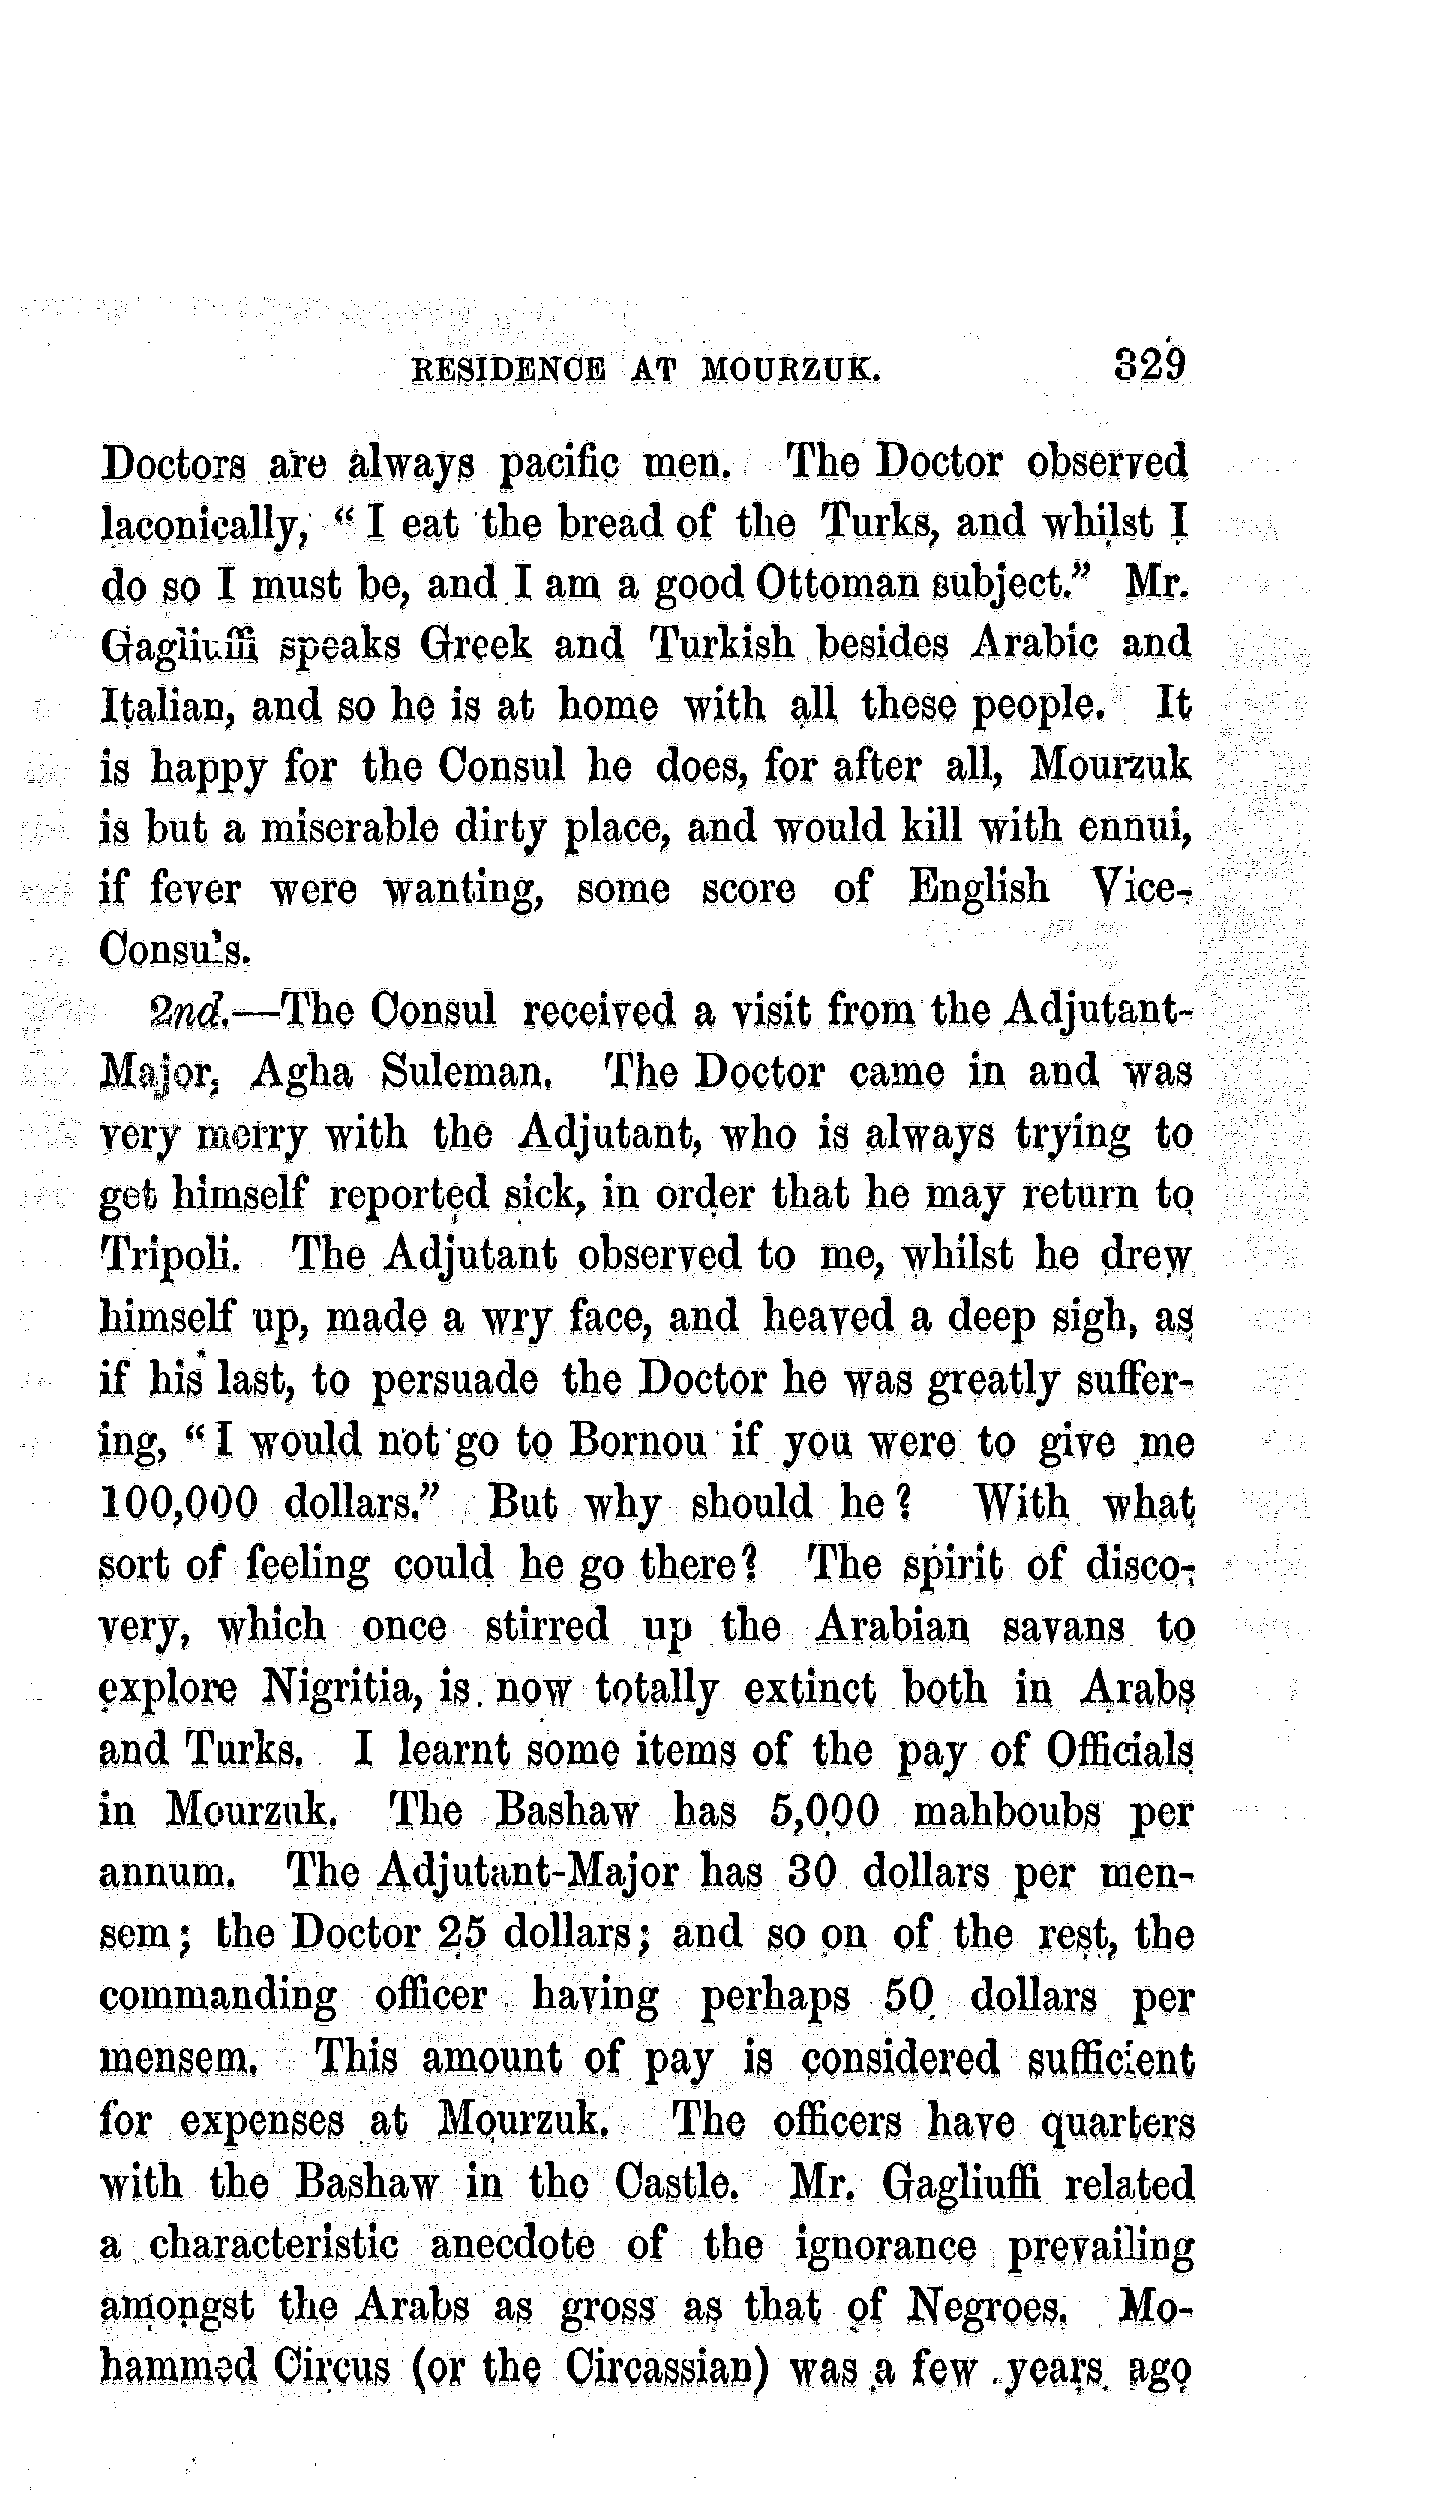 RESIDENCE AT MOURZUK. 329
Doctors are always pacific men. The Doctor observed
laconically, “I eat the bread of the Turks, and whilst I
do so I must be, and I am a good Ottoman subject.” Mr.
Gagliuffi speaks Greek and Turkish besides Arabic and
Italian, and so he is at home with all these people. It
is happy for the Consul he does, for after all, Mourzuk
is but a miserable dirty place, and would kill with ennui,
if fever were wanting, some score of English Vice-
Consuls.
2nd.—The Consul received a visit from the Adjutant-
Major, Agha Suleman. The Doctor came in and was
very merry with the Adjutant, who is always trying to
get himself reported sick, in order that he may return to
Tripoli. The Adjutant observed to me, whilst he drew
himself up, made a wry face, and heaved a deep sigh, as
if his last, to persuade the Doctor he was greatly suffer-
ing, “I would not go to Bornou if you were to give me
100,000 dollars.” But why should he? With what
sort of feeling could he go there? The spirit of disco-
very, which once stirred up the Arabian savans to
explore Nigritia, is now totally extinct both in Arabs
and Turks. I learnt some items of the pay of Officials
in Mourzuk. The Bashaw has 5,000 mahboubs per
annum. The Adjutant-Major has 30 dollars per men-
sem; the Doctor 25 dollars; and so on of the rest, the
commanding officer having perhaps 50 dollars per
mensem. This amount of pay is considered sufficient
for expenses at Mourzuk. The officers have quarters
with the Bashaw in the Castle. Mr. Gagliuffi related
a characteristic anecdote of the ignorance prevailing
amongst the Arabs as gross as that of Negroes. Mo-
hammed Circus (or the Circassian) was a few years ago